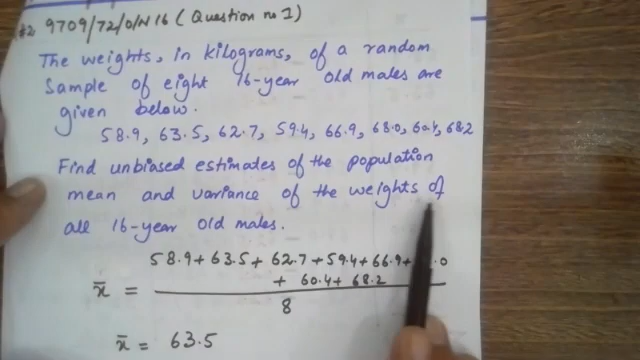 #2 9709/72/O/N 16 (Question no 1)
The weights, in kilograms, of a random
Sample of eight 16-year old males are
given below.
58.9, 63.5, 62.7, 59.4, 66.9, 68.0, 60.4, 68.2
Find unbiased estimates of the population
mean and variance of the weights of
all 16-year old males.
58.9+63.5+62.7+59.4+66.9+ .0
+ 60.4+ 68.2
x̄ =
8
x̄ = 63.5